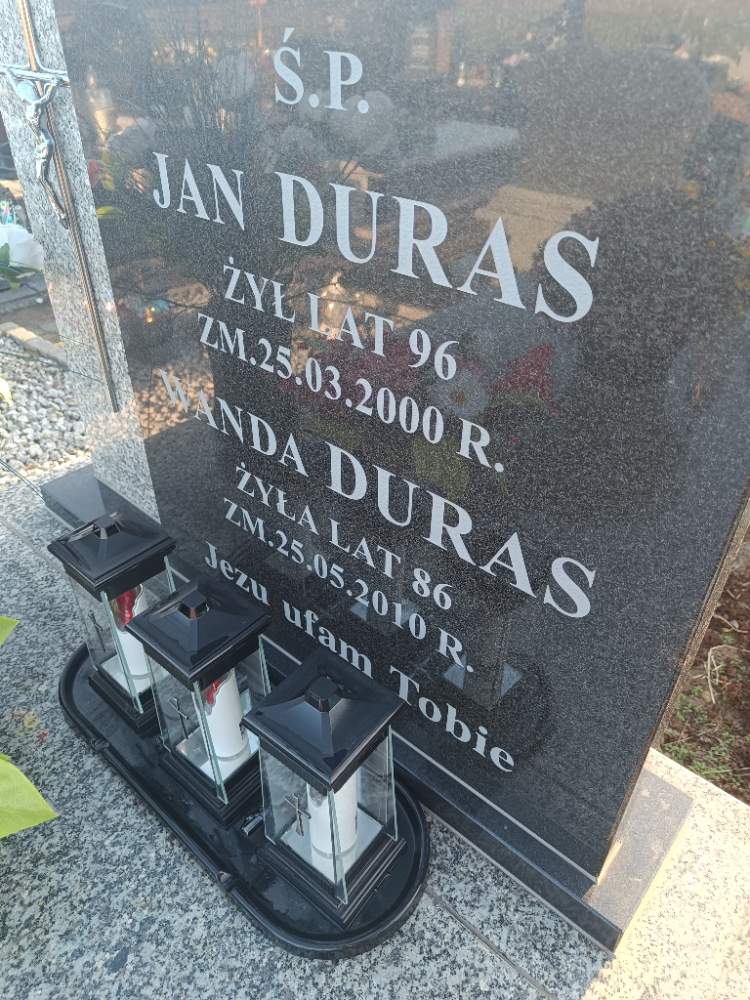 Ś.P.
JAN DURAS
ŻYŁ LAT 96
ZM.25.03.2000 R.
WANDA DURAS
ŻYŁA LAT 86
ZM.25.05.2010 R.
Jezu ufam Tobie